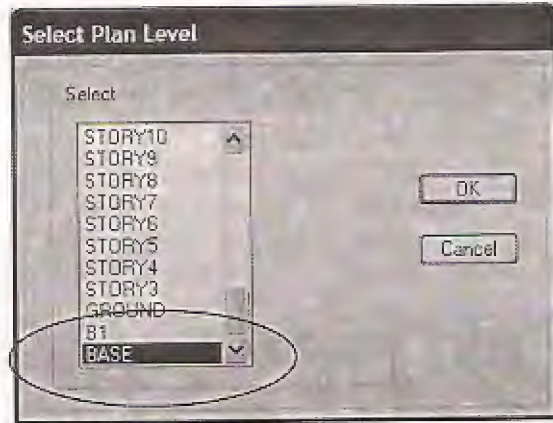 Select Plan Level
Select
STORY10
STORY9
STORY8
STORY7
STORY6
STORY5
STORY4
STORY3
GROUND
B1
BASE
OK
Cancel